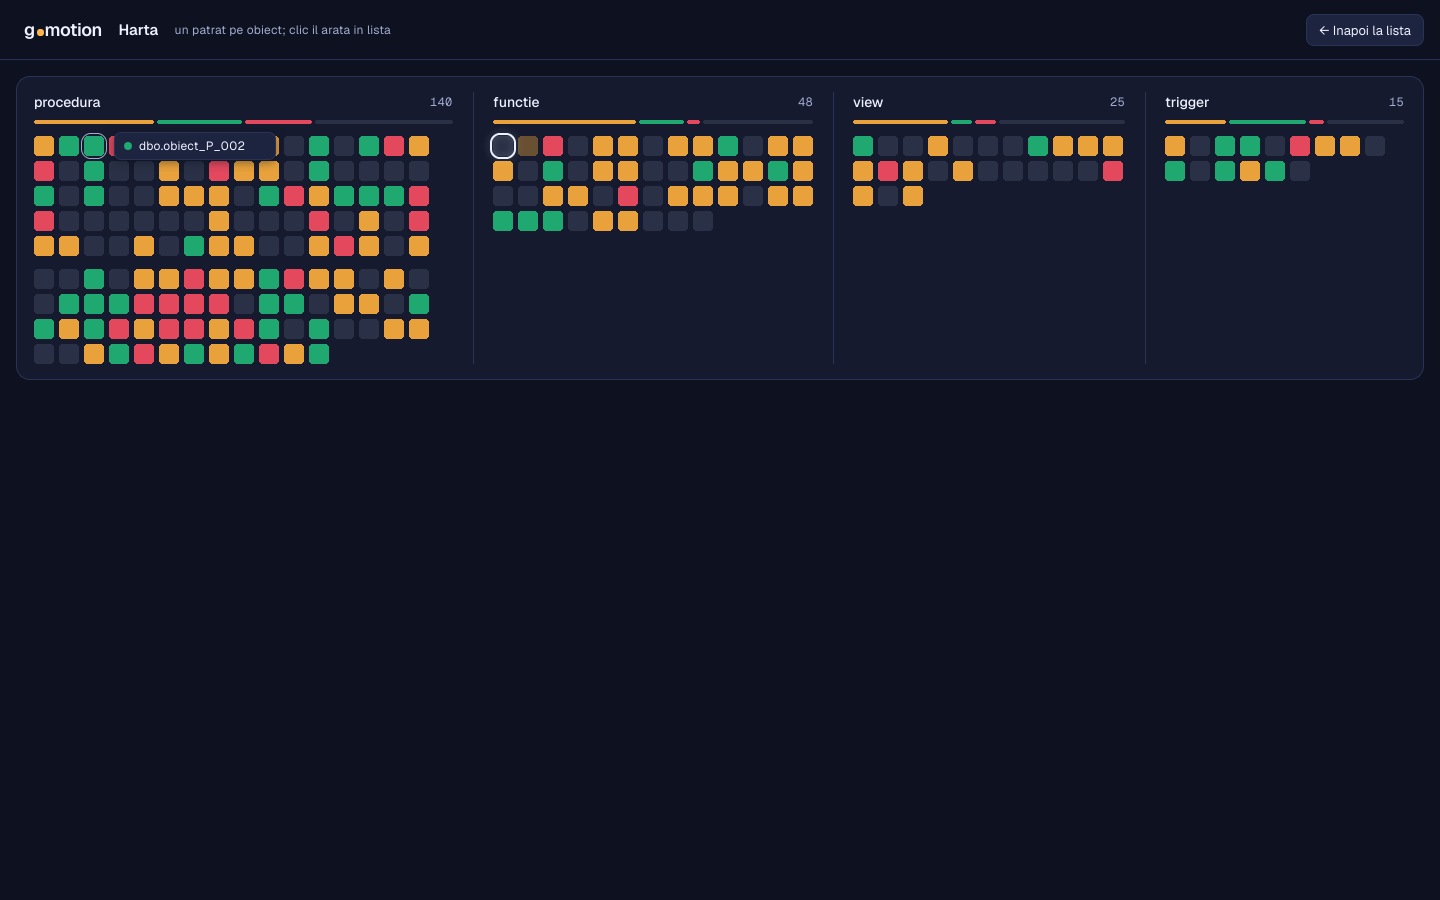 gomotion Harta un patrat pe obiect; clic il arata in lista ← Inapoi la lista
procedura 140 functie 48 view 25 trigger 15
dbo.obiect_P_002